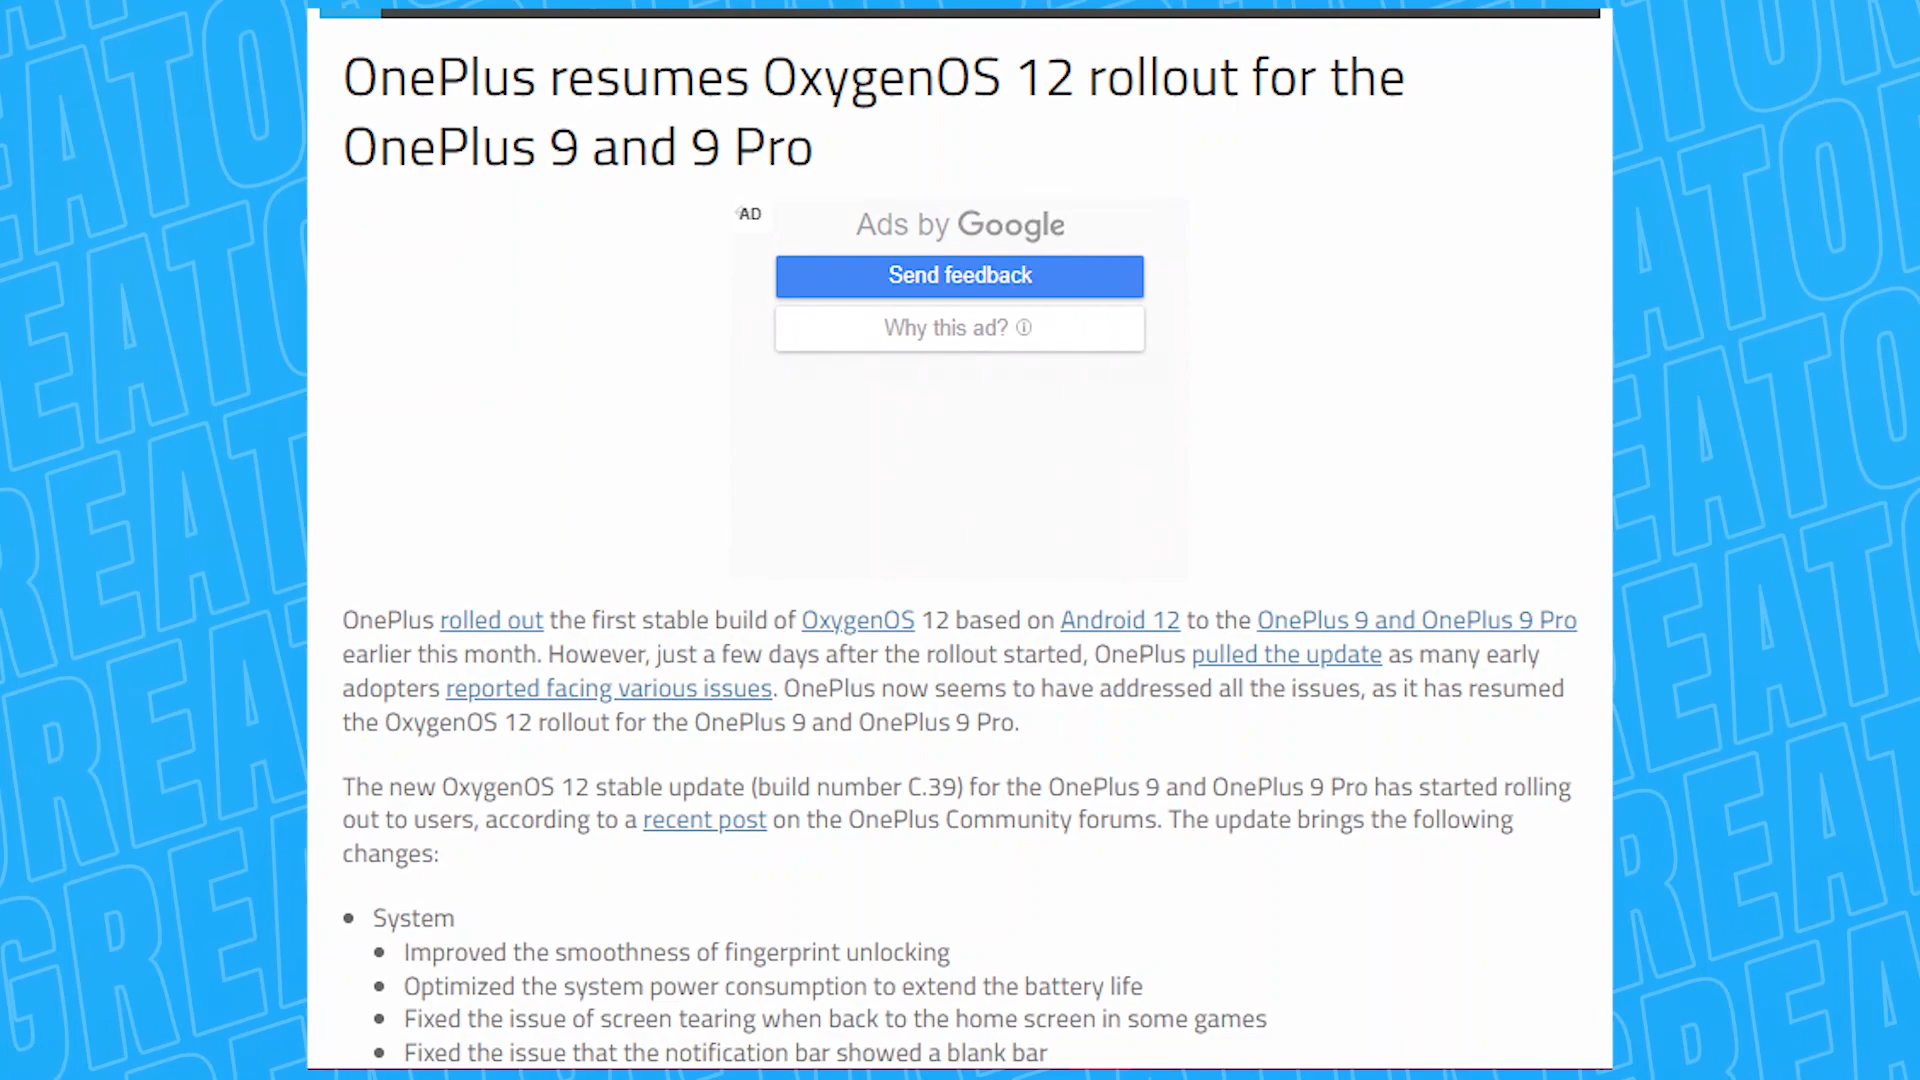 OnePlus resumes OxygenOS 12 rollout for the
OnePlus 9 and 9 Pro
AD
Ads by Google
Send feedback
Why this ad? ⓘ
OnePlus rolled out the first stable build of OxygenOS 12 based on Android 12 to the OnePlus 9 and OnePlus 9 Pro
earlier this month. However, just a few days after the rollout started, OnePlus pulled the update as many early
adopters reported facing various issues. OnePlus now seems to have addressed all the issues, as it has resumed
the OxygenOS 12 rollout for the OnePlus 9 and OnePlus 9 Pro.
The new OxygenOS 12 stable update (build number C.39) for the OnePlus 9 and OnePlus 9 Pro has started rolling
out to users, according to a recent post on the OnePlus Community forums. The update brings the following
changes:
• System
• Improved the smoothness of fingerprint unlocking
• Optimized the system power consumption to extend the battery life
• Fixed the issue of screen tearing when back to the home screen in some games
• Fixed the issue that the notification bar showed a blank bar